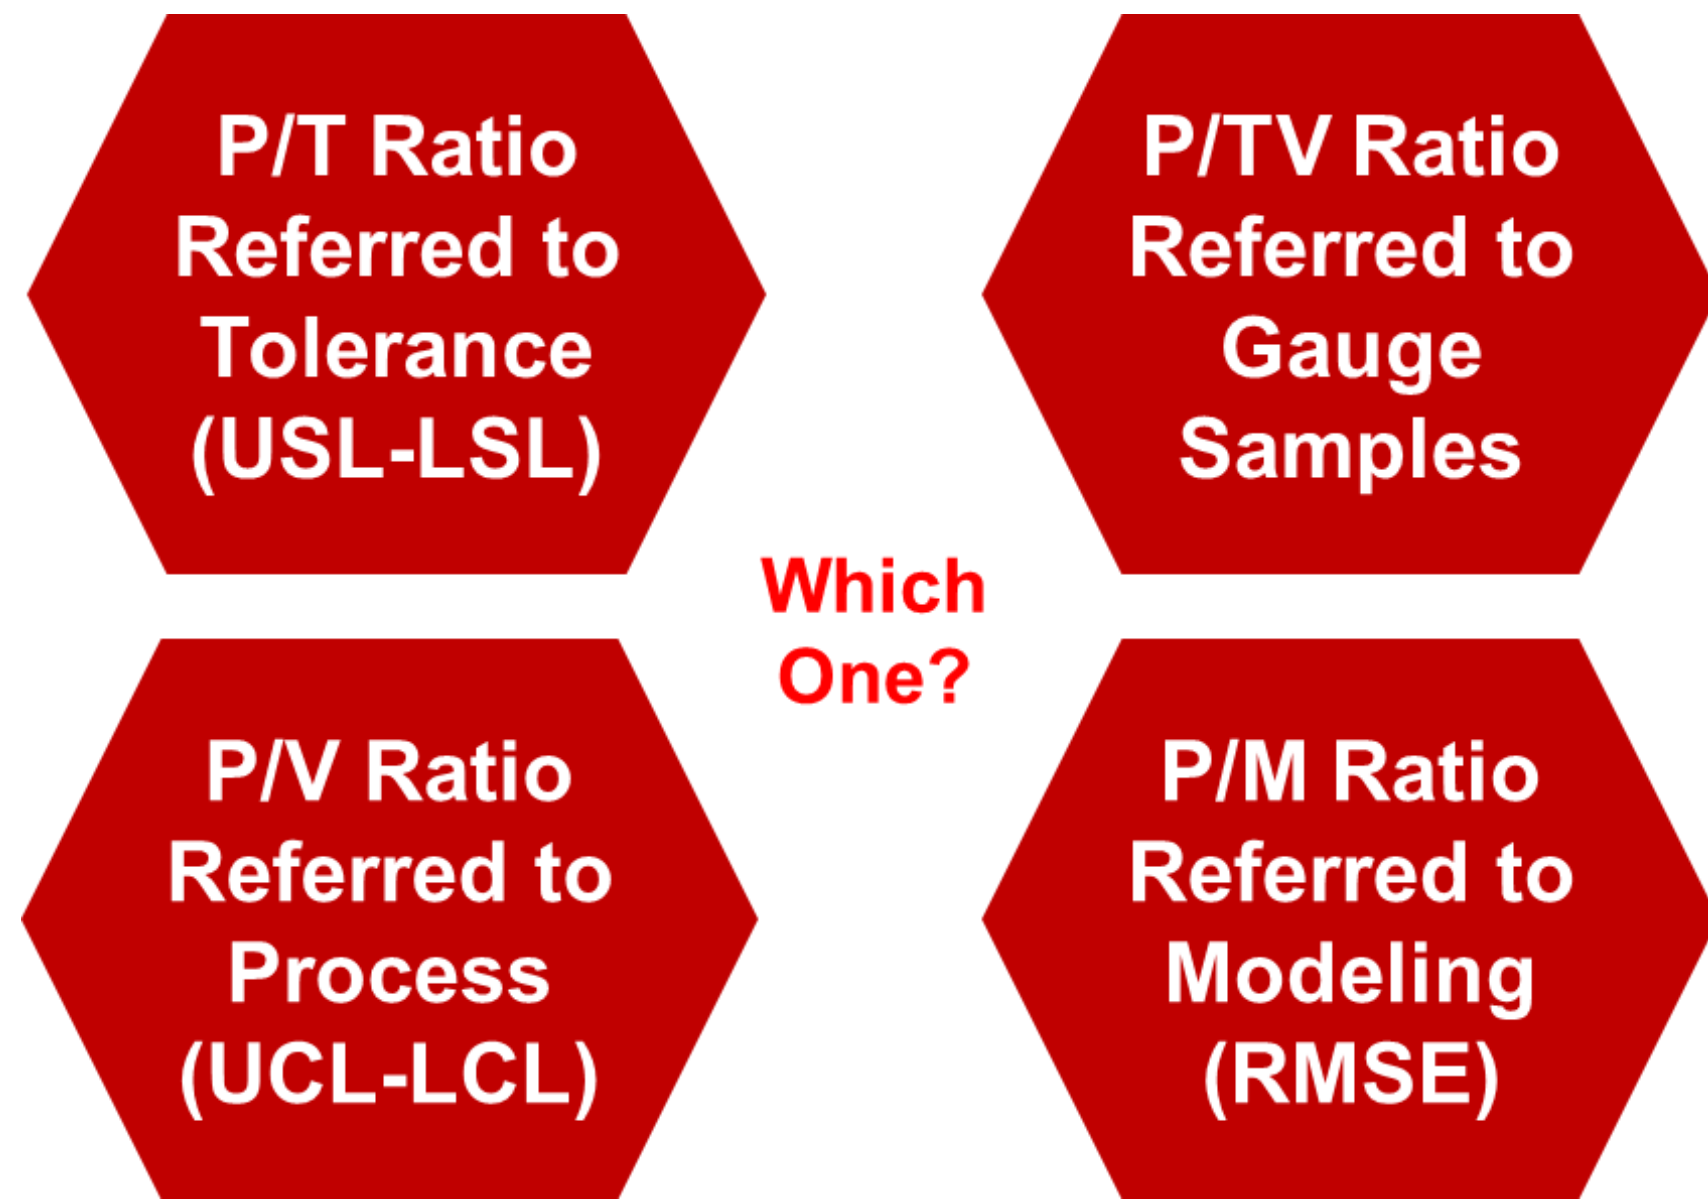 P/T Ratio
Referred to
Tolerance
(USL-LSL)
P/TV Ratio
Referred to
Gauge
Samples
Which
One?
P/V Ratio
Referred to
Process
(UCL-LCL)
P/M Ratio
Referred to
Modeling
(RMSE)